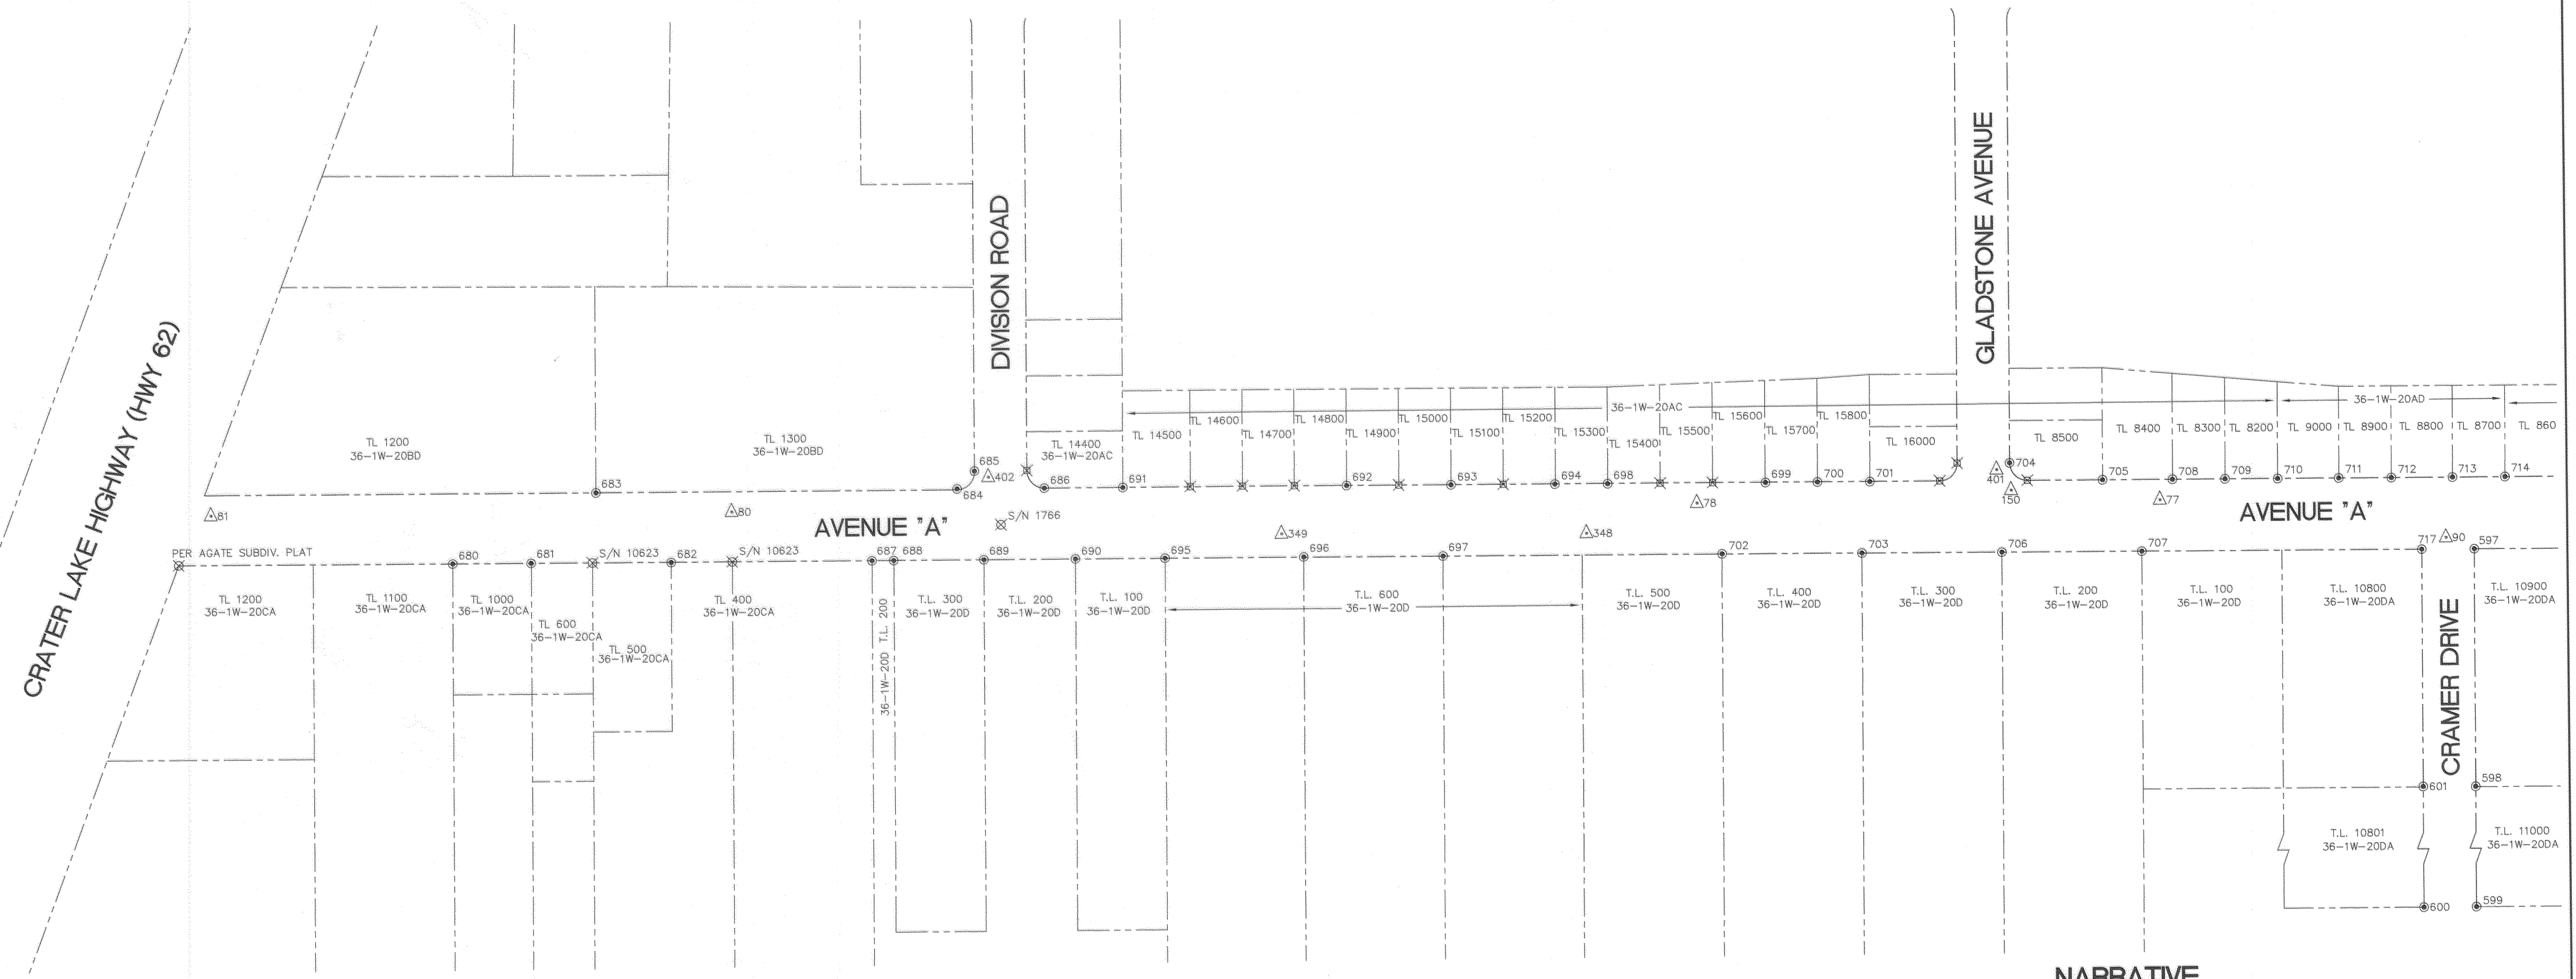 CRATER LAKE HIGHWAY (HWY 62)
DIVISION ROAD
GLADSTONE AVENUE
TL 1200
36-1W-20BD
TL 1300
36-1W-20BD
TL 14400
36-1W-20AC
36-1W-20AC
36-1W-20AD
TL 14500
TL 14600
TL 14700
TL 14800
TL 14900
TL 15000
TL 15100
TL 15200
TL 15300
TL 15400
TL 15500
TL 15600
TL 15700
TL 15800
TL 16000
TL 8500
TL 8400
TL 8300
TL 8200
TL 9000
TL 8900
TL 8800
TL 8700
TL 860
683
685
684
402
686
691
692
693
694
698
699
700
701
704
401
150
705
708
709
710
711
712
713
714
81
80
S/N 1766
349
348
78
77
90
AVENUE "A"
AVENUE "A"
PER AGATE SUBDIV. PLAT
680
681
S/N 10623
682
S/N 10623
687
688
689
690
695
696
697
702
703
706
707
717
597
TL 1200
36-1W-20CA
TL 1100
36-1W-20CA
TL 1000
36-1W-20CA
TL 600
36-1W-20CA
TL 500
36-1W-20CA
TL 400
36-1W-20CA
36-1W-20D T.L. 200
T.L. 300
36-1W-20D
T.L. 200
36-1W-20D
T.L. 100
36-1W-20D
T.L. 600
36-1W-20D
T.L. 500
36-1W-20D
T.L. 400
36-1W-20D
T.L. 300
36-1W-20D
T.L. 200
36-1W-20D
T.L. 100
36-1W-20D
T.L. 10800
36-1W-20DA
T.L. 10900
36-1W-20DA
CRAMER DRIVE
601
598
T.L. 10801
36-1W-20DA
T.L. 11000
36-1W-20DA
600
599
NARRATIVE